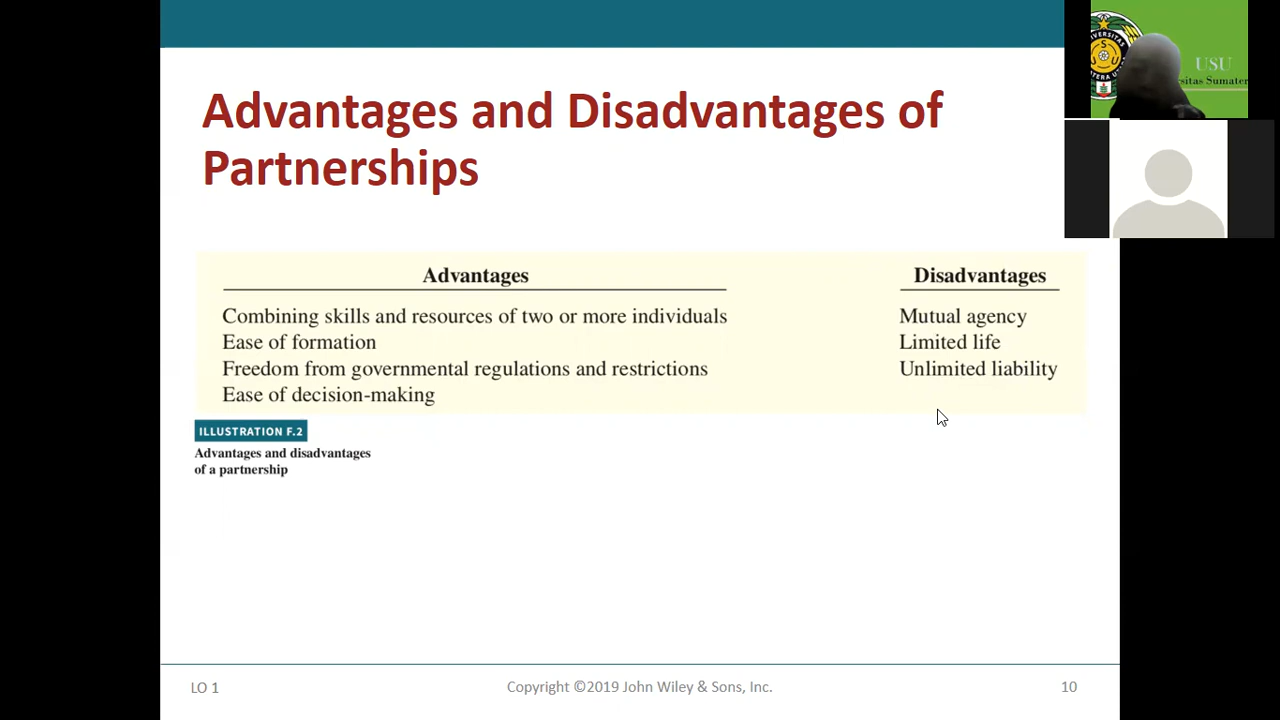 Advantages and Disadvantages of
Partnerships
USU
sitas Sumater
Advantages
Disadvantages
Combining skills and resources of two or more individuals
Mutual agency
Ease of formation
Limited life
Freedom from governmental regulations and restrictions
Unlimited liability
Ease of decision-making
ILLUSTRATION F.2
Advantages and disadvantages
of a partnership
LO 1
Copyright ©2019 John Wiley & Sons, Inc.
10